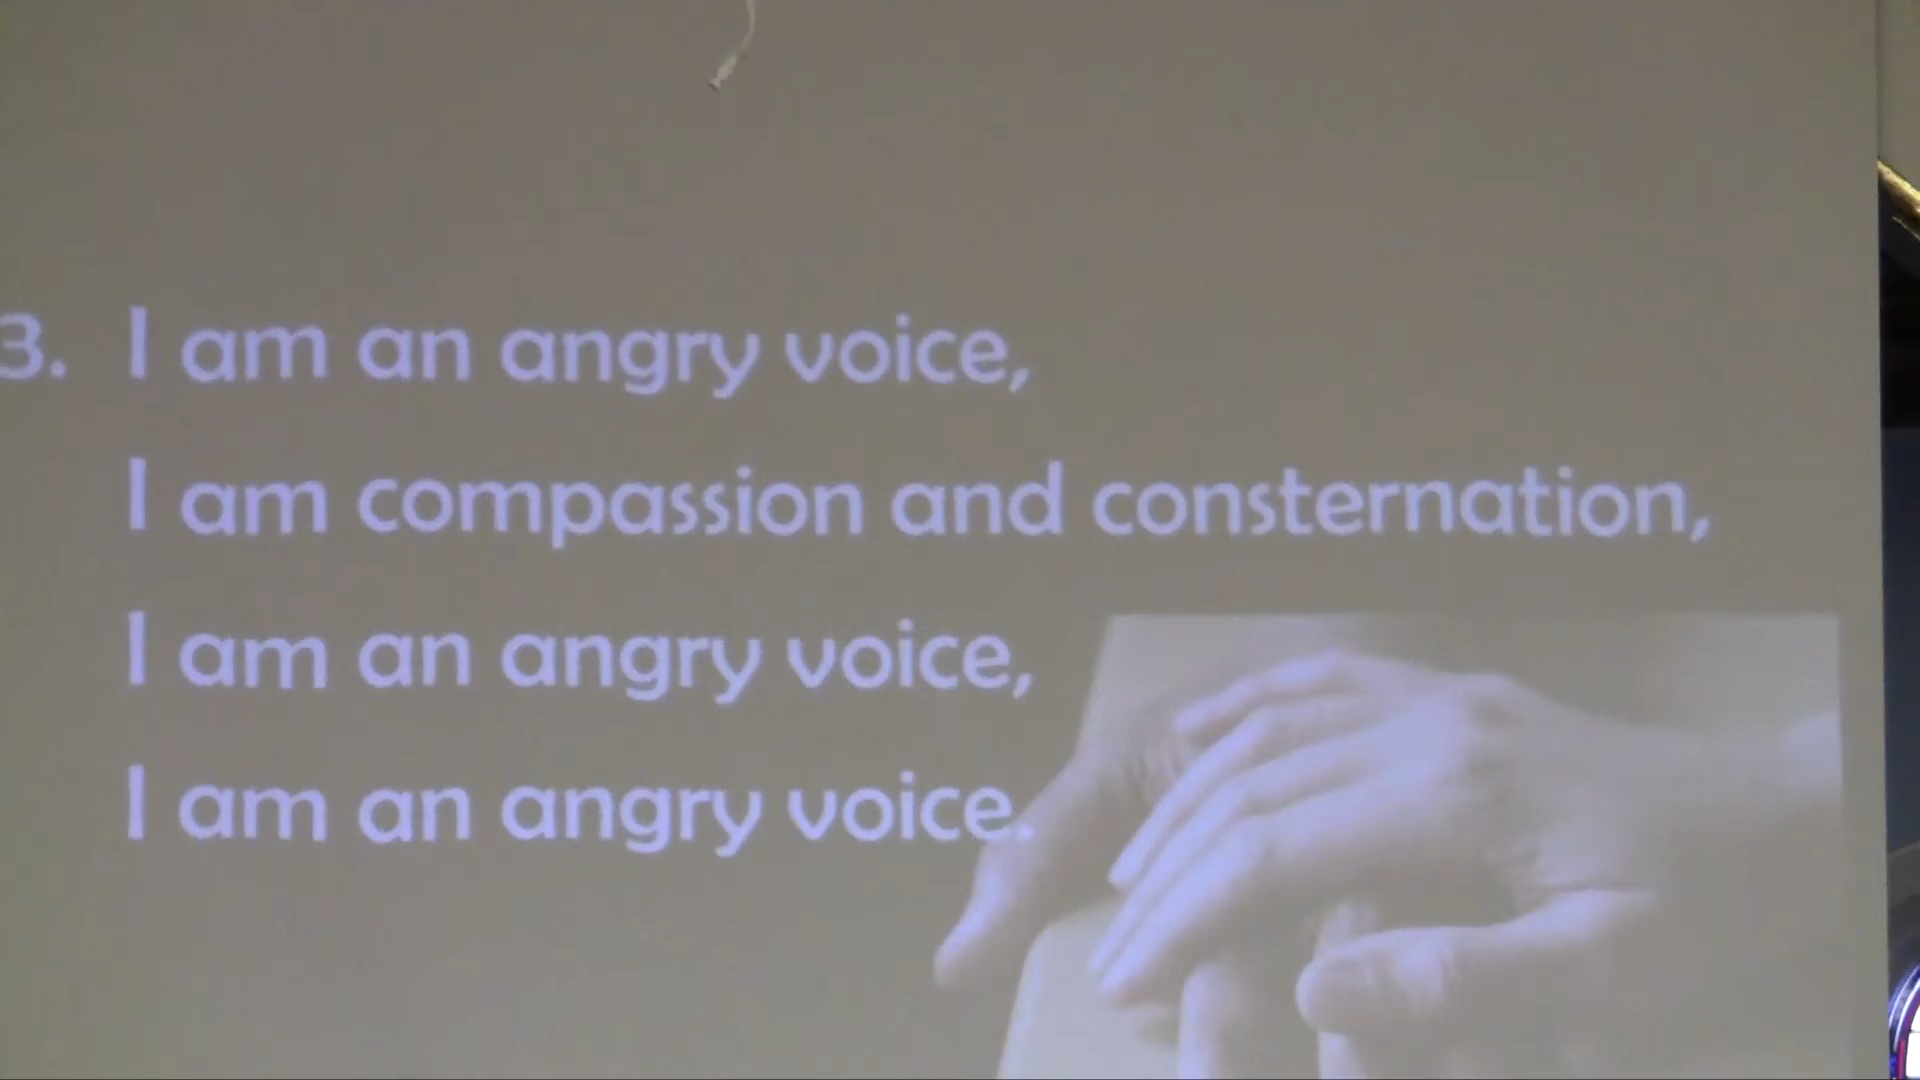 3. I am an angry voice,
I am compassion and consternation,
I am an angry voice,
I am an angry voice.